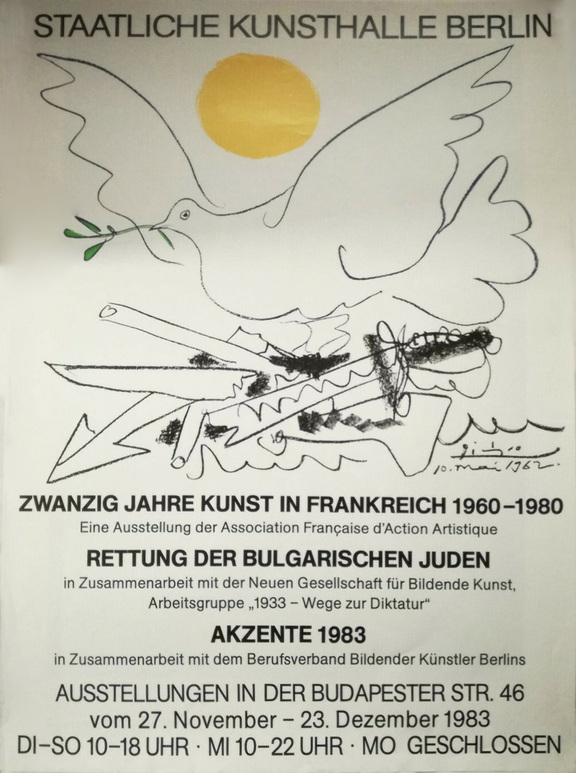 STAATLICHE KUNSTHALLE BERLIN
10. mai 1962.
ZWANZIG JAHRE KUNST IN FRANKREICH 1960–1980
Eine Ausstellung der Association Française d'Action Artistique
RETTUNG DER BULGARISCHEN JUDEN
in Zusammenarbeit mit der Neuen Gesellschaft für Bildende Kunst,
Arbeitsgruppe „1933 – Wege zur Diktatur“
AKZENTE 1983
in Zusammenarbeit mit dem Berufsverband Bildender Künstler Berlins
AUSSTELLUNGEN IN DER BUDAPESTER STR. 46
vom 27. November – 23. Dezember 1983
DI–SO 10–18 UHR · MI 10–22 UHR · MO GESCHLOSSEN